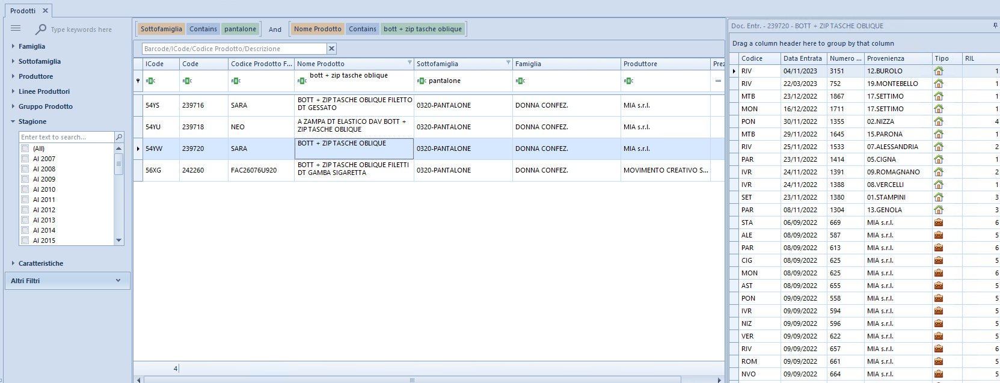 Prodotti
Type keywords here
Famiglia
Sottofamiglia
Produttore
Linee Produttori
Gruppo Prodotto
Stagione
Enter text to search...
(All)
AI 2007
AI 2008
AI 2009
AI 2010
AI 2011
AI 2012
AI 2013
AI 2014
AI 2015
Caratteristiche
Altri Filtri
Sottofamiglia Contains pantalone And Nome Prodotto Contains bott + zip tasche oblique
Barcode/ICode/Codice Prodotto/Descrizione
ICode Code Codice Prodotto F... Nome Prodotto Sottofamiglia Famiglia Produttore Prez
bott + zip tasche oblique pantalone =
54YS 239716 SARA BOTT + ZIP TASCHE OBLIQUE FILETTO DT GESSATO 0320-PANTALONE DONNA CONFEZ. MIA s.r.l.
54YU 239718 NEO A ZAMPA DT ELASTICO DAV BOTT + ZIP TASCHE OBLIQUE 0320-PANTALONE DONNA CONFEZ. MIA s.r.l.
54YW 239720 SARA BOTT + ZIP TASCHE OBLIQUE 0320-PANTALONE DONNA CONFEZ. MIA s.r.l.
56XG 242260 FAC26076U920 BOTT + ZIP TASCHE OBLIQUE FILETTI DT GAMBA SIGARETTA 0320-PANTALONE DONNA CONFEZ. MOVIMENTO CREATIVO S...
4
Doc. Entr. - 239720 - BOTT + ZIP TASCHE OBLIQUE
Drag a column header here to group by that column
Codice Data Entrata Numero ... Provenienza Tipo RIL
RIV 04/11/2023 3151 12.BUROLO 1
RIV 22/03/2023 752 19.MONTEBELLO 1
MTB 23/12/2022 1867 17.SETTIMO 1
MON 16/12/2022 1711 17.SETTIMO 1
PON 30/11/2022 1355 02.NIZZA 4
MTB 29/11/2022 1645 15.PARONA 1
RIV 25/11/2022 1533 07.ALESSANDRIA 2
PAR 23/11/2022 1414 05.CIGNA 1
IVR 24/11/2022 1391 09.ROMAGNANO 2
IVR 24/11/2022 1388 08.VERCELLI 1
SET 23/11/2022 1380 01.STAMPINI 3
PAR 08/11/2022 1304 13.GENOLA 3
STA 06/09/2022 669 MIA s.r.l. 6
ALE 08/09/2022 587 MIA s.r.l. 5
PAR 08/09/2022 613 MIA s.r.l. 6
CIG 08/09/2022 625 MIA s.r.l. 5
MON 08/09/2022 625 MIA s.r.l. 6
AST 08/09/2022 655 MIA s.r.l. 5
PON 09/09/2022 558 MIA s.r.l. 5
IVR 09/09/2022 594 MIA s.r.l. 5
NIZ 09/09/2022 596 MIA s.r.l. 5
VER 09/09/2022 622 MIA s.r.l. 5
RIV 09/09/2022 657 MIA s.r.l. 6
ROM 09/09/2022 661 MIA s.r.l. 5
NVO 09/09/2022 664 MIA s.r.l. 5